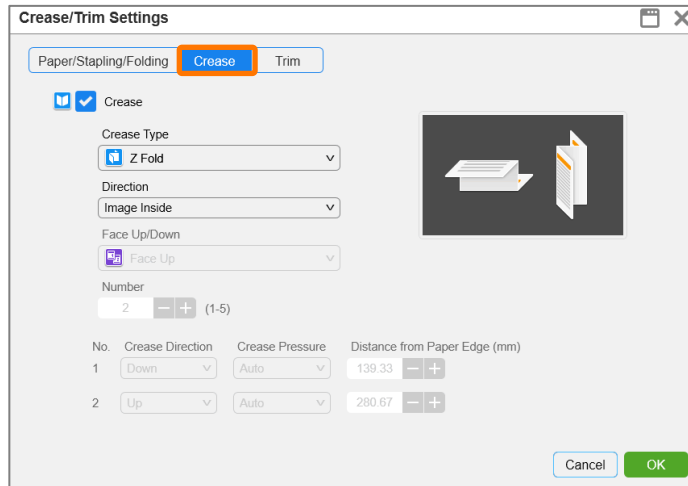 Crease/Trim Settings
Paper/Stapling/Folding Crease Trim
Crease
Crease Type
Z Fold
Direction
Image Inside
Face Up/Down
Face Up
Number
2 (1-5)
No. Crease Direction Crease Pressure Distance from Paper Edge (mm)
1 Down Auto 139.33
2 Up Auto 280.67
Cancel OK